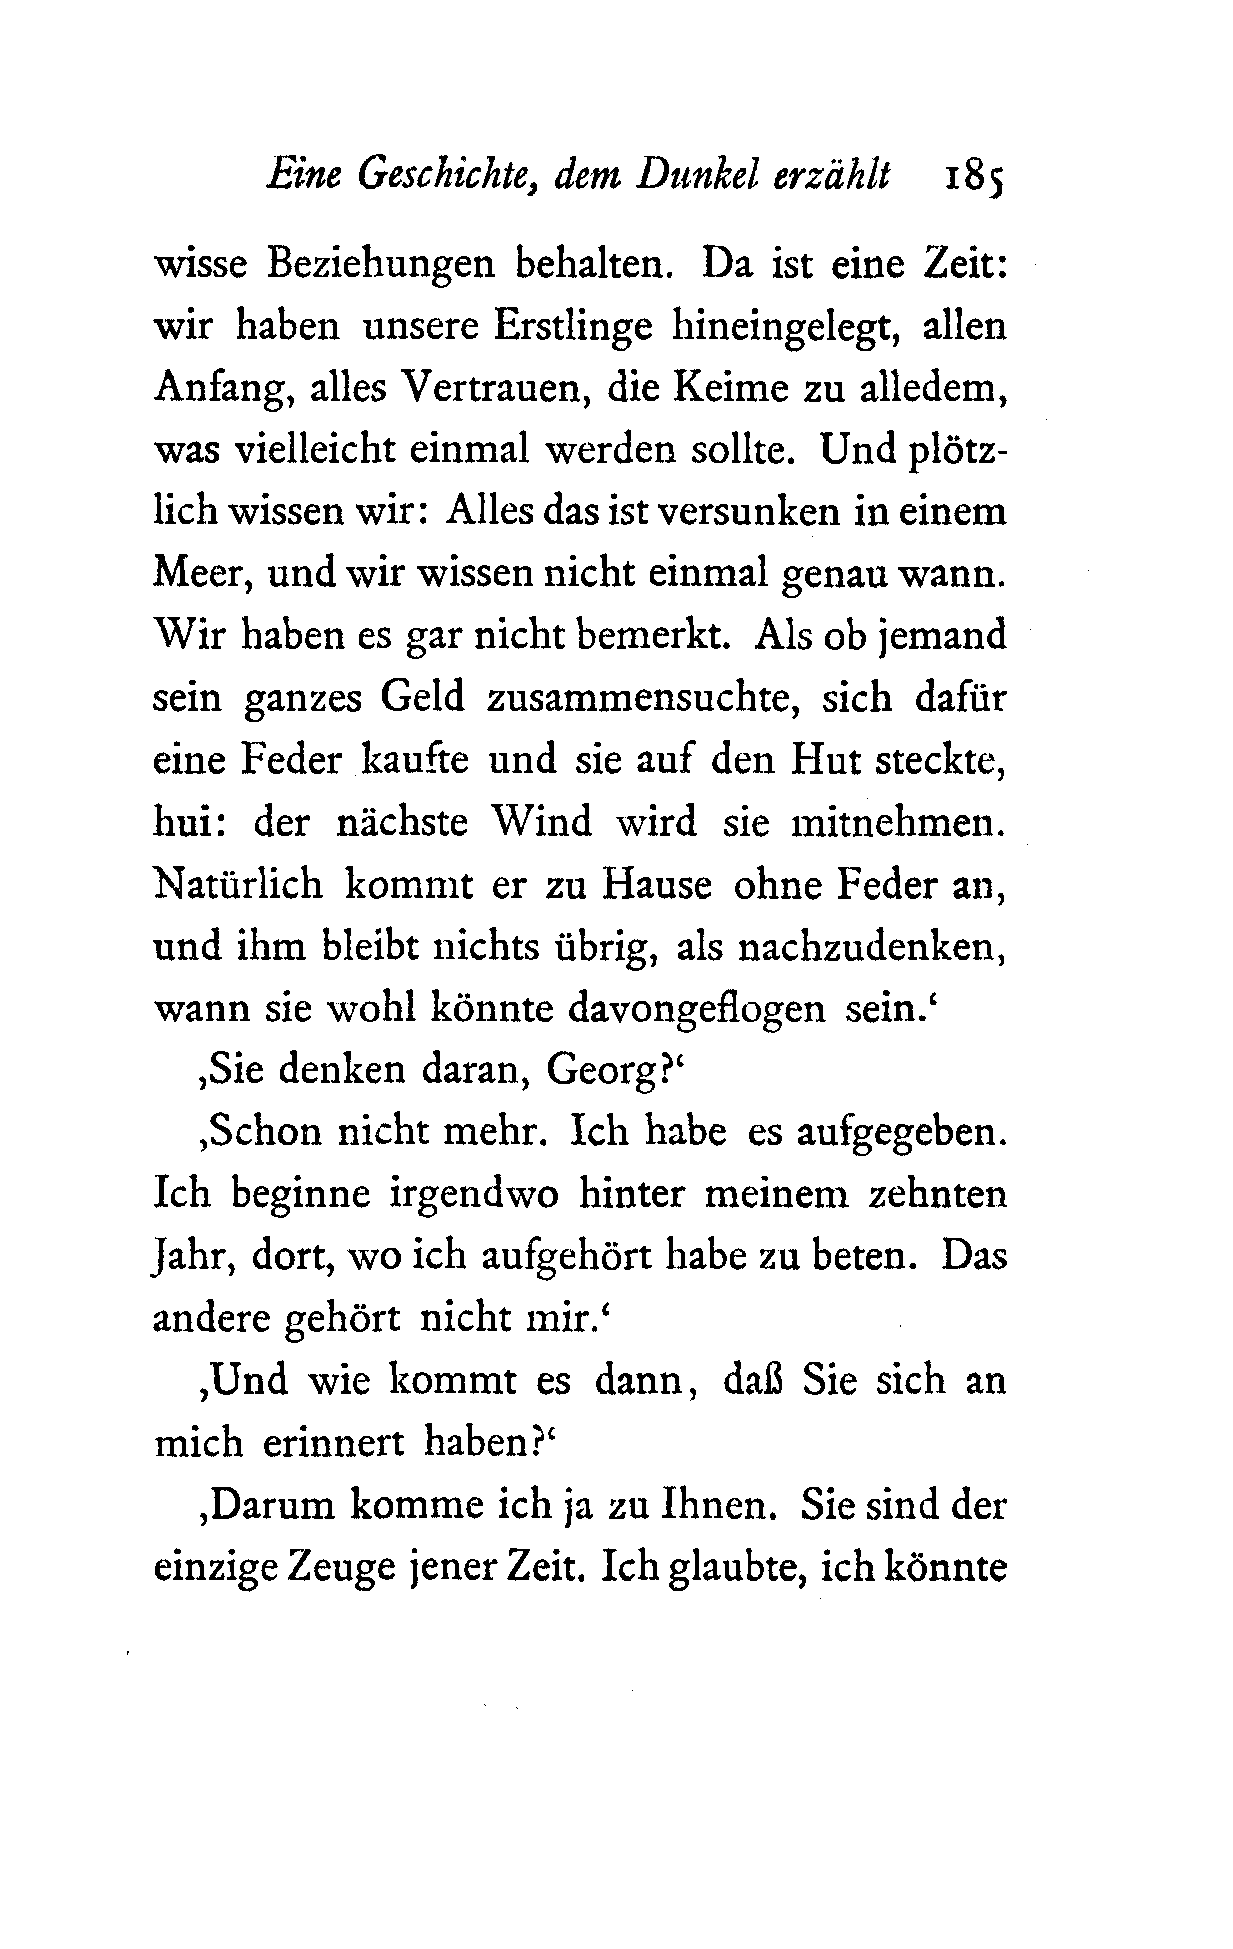 Eine Geschichte, dem Dunkel erzählt 185
wisse Beziehungen behalten. Da ist eine Zeit:
wir haben unsere Erstlinge hineingelegt, allen
Anfang, alles Vertrauen, die Keime zu alledem,
was vielleicht einmal werden sollte. Und plötz-
lich wissen wir: Alles das ist versunken in einem
Meer, und wir wissen nicht einmal genau wann.
Wir haben es gar nicht bemerkt. Als ob jemand
sein ganzes Geld zusammensuchte, sich dafür
eine Feder kaufte und sie auf den Hut steckte,
hui: der nächste Wind wird sie mitnehmen.
Natürlich kommt er zu Hause ohne Feder an,
und ihm bleibt nichts übrig, als nachzudenken,
wann sie wohl könnte davongeflogen sein.‘
‚Sie denken daran, Georg?‘
‚Schon nicht mehr. Ich habe es aufgegeben.
Ich beginne irgendwo hinter meinem zehnten
Jahr, dort, wo ich aufgehört habe zu beten. Das
andere gehört nicht mir.‘
‚Und wie kommt es dann, daß Sie sich an
mich erinnert haben?‘
‚Darum komme ich ja zu Ihnen. Sie sind der
einzige Zeuge jener Zeit. Ich glaubte, ich könnte